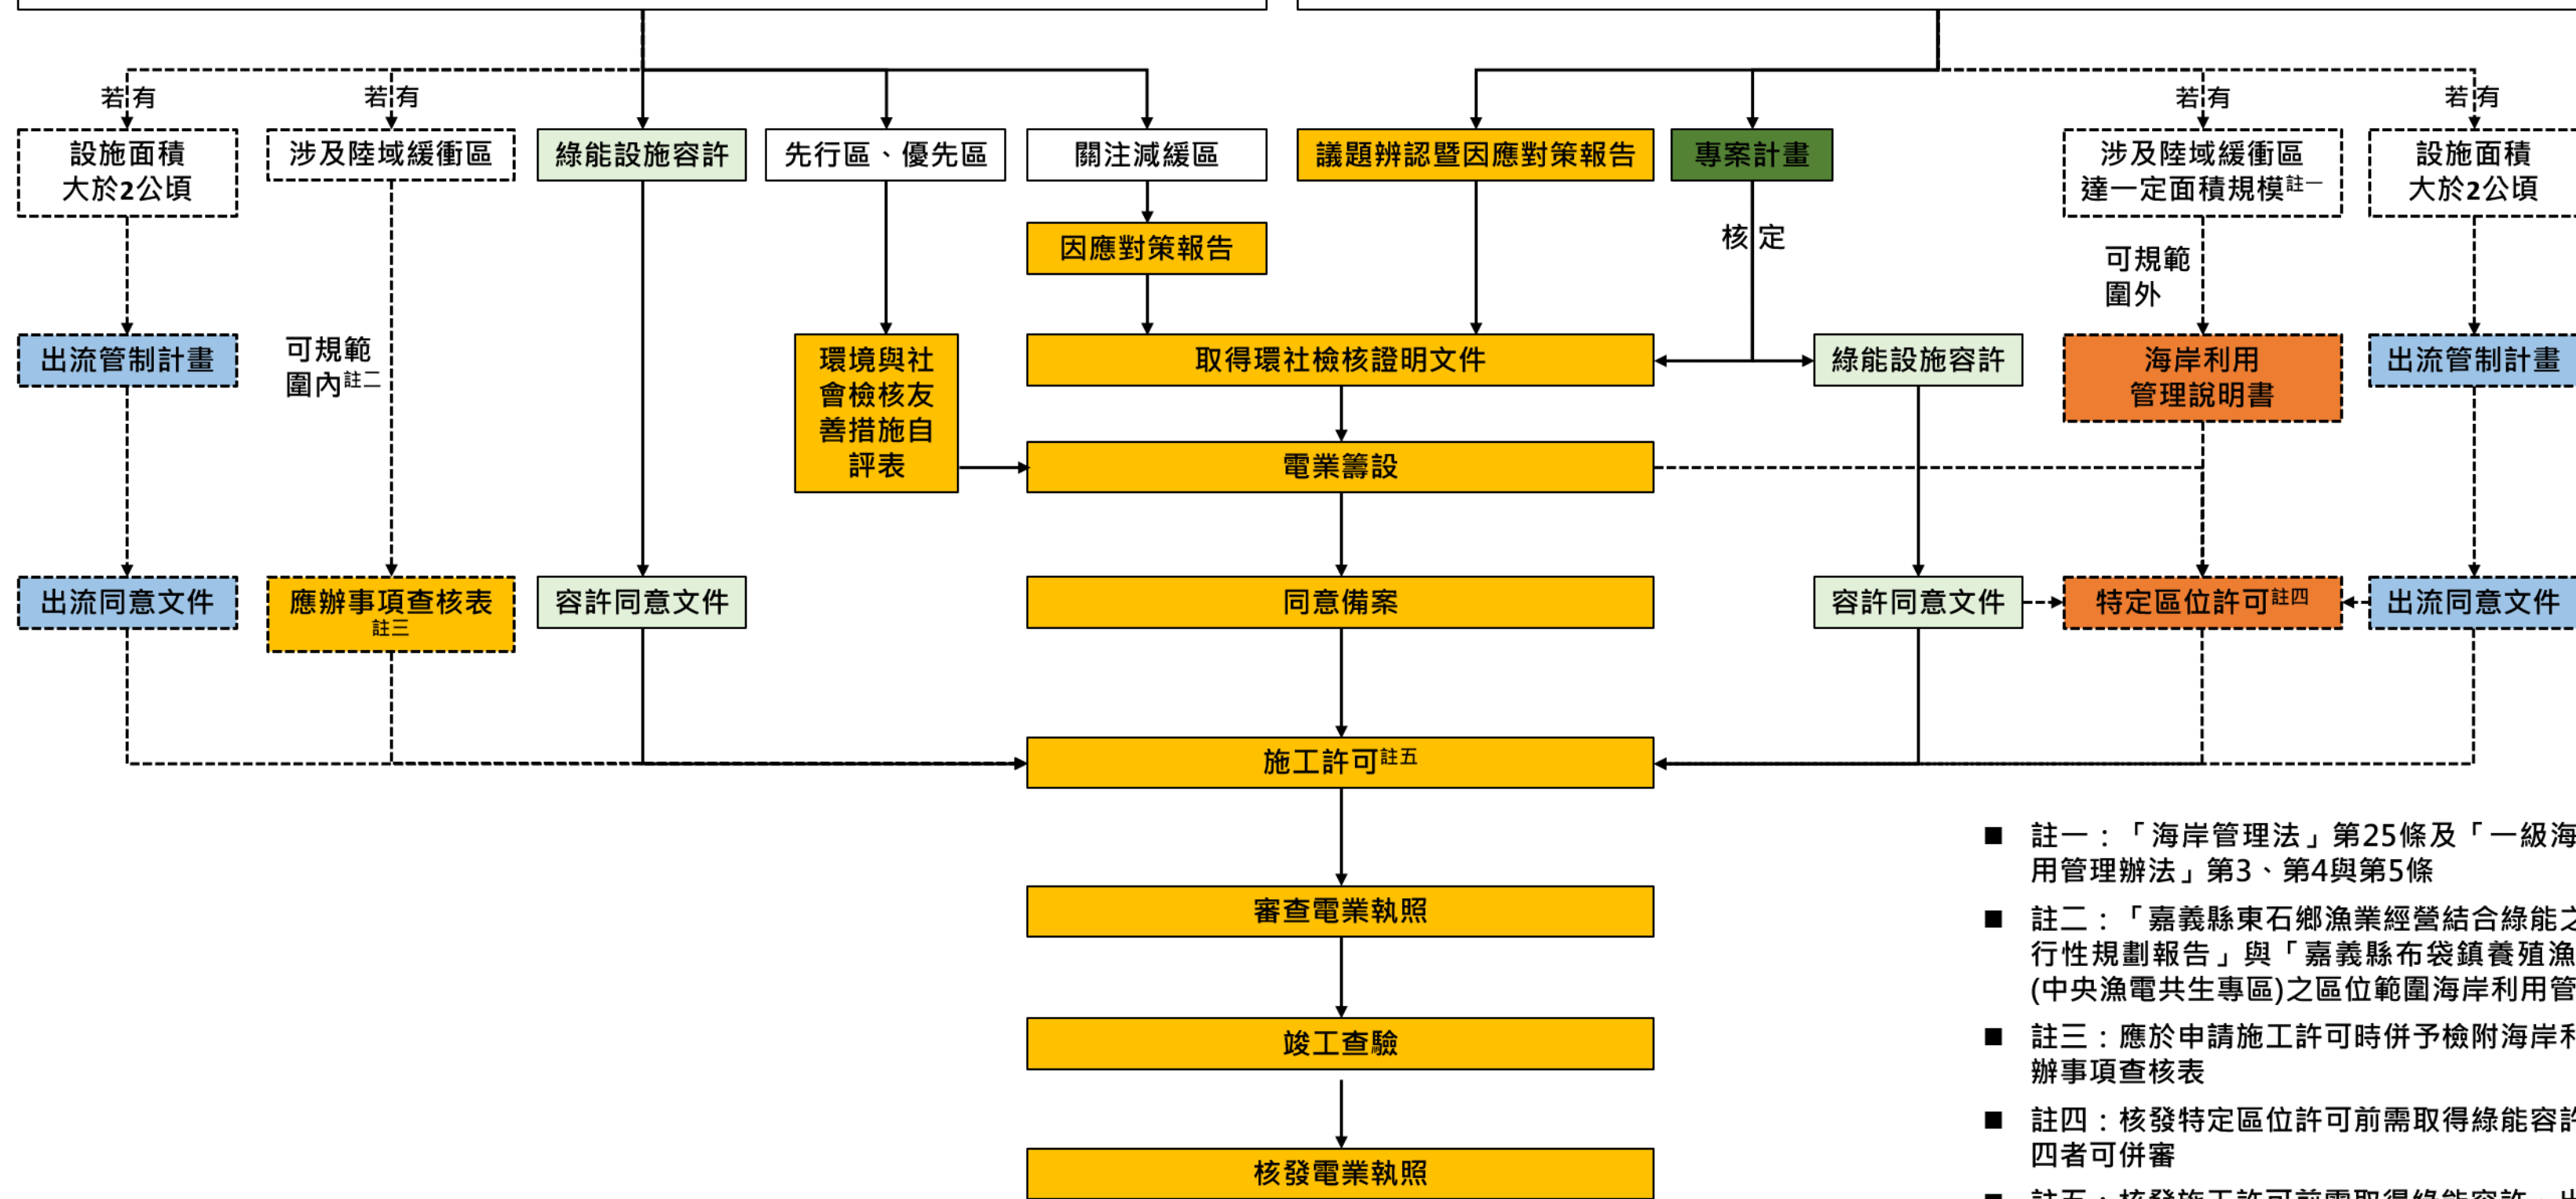 若有
若有
若有
若有
設施面積
大於2公頃
涉及陸域緩衝區
綠能設施容許
先行區、優先區
關注減緩區
議題辨認暨因應對策報告
專案計畫
涉及陸域緩衝區
達一定面積規模註一
設施面積
大於2公頃
因應對策報告
核定
可規範
圍外
出流管制計畫
可規範
圍內註二
環境與社
會檢核友
善措施自
評表
取得環社檢核證明文件
綠能設施容許
海岸利用
管理說明書
出流管制計畫
電業籌設
出流同意文件
應辦事項查核表
註三
容許同意文件
同意備案
容許同意文件
特定區位許可註四
出流同意文件
施工許可註五
審查電業執照
竣工查驗
核發電業執照
■ 註一：「海岸管理法」第25條及「一級海
用管理辦法」第3、第4與第5條
■ 註二：「嘉義縣東石鄉漁業經營結合綠能之
行性規劃報告」與「嘉義縣布袋鎮養殖漁
(中央漁電共生專區)之區位範圍海岸利用管
■ 註三：應於申請施工許可時併予檢附海岸利
辦事項查核表
■ 註四：核發特定區位許可前需取得綠能容許
四者可併審
■ 註五：核發施工許可前需取得綠能容許、出